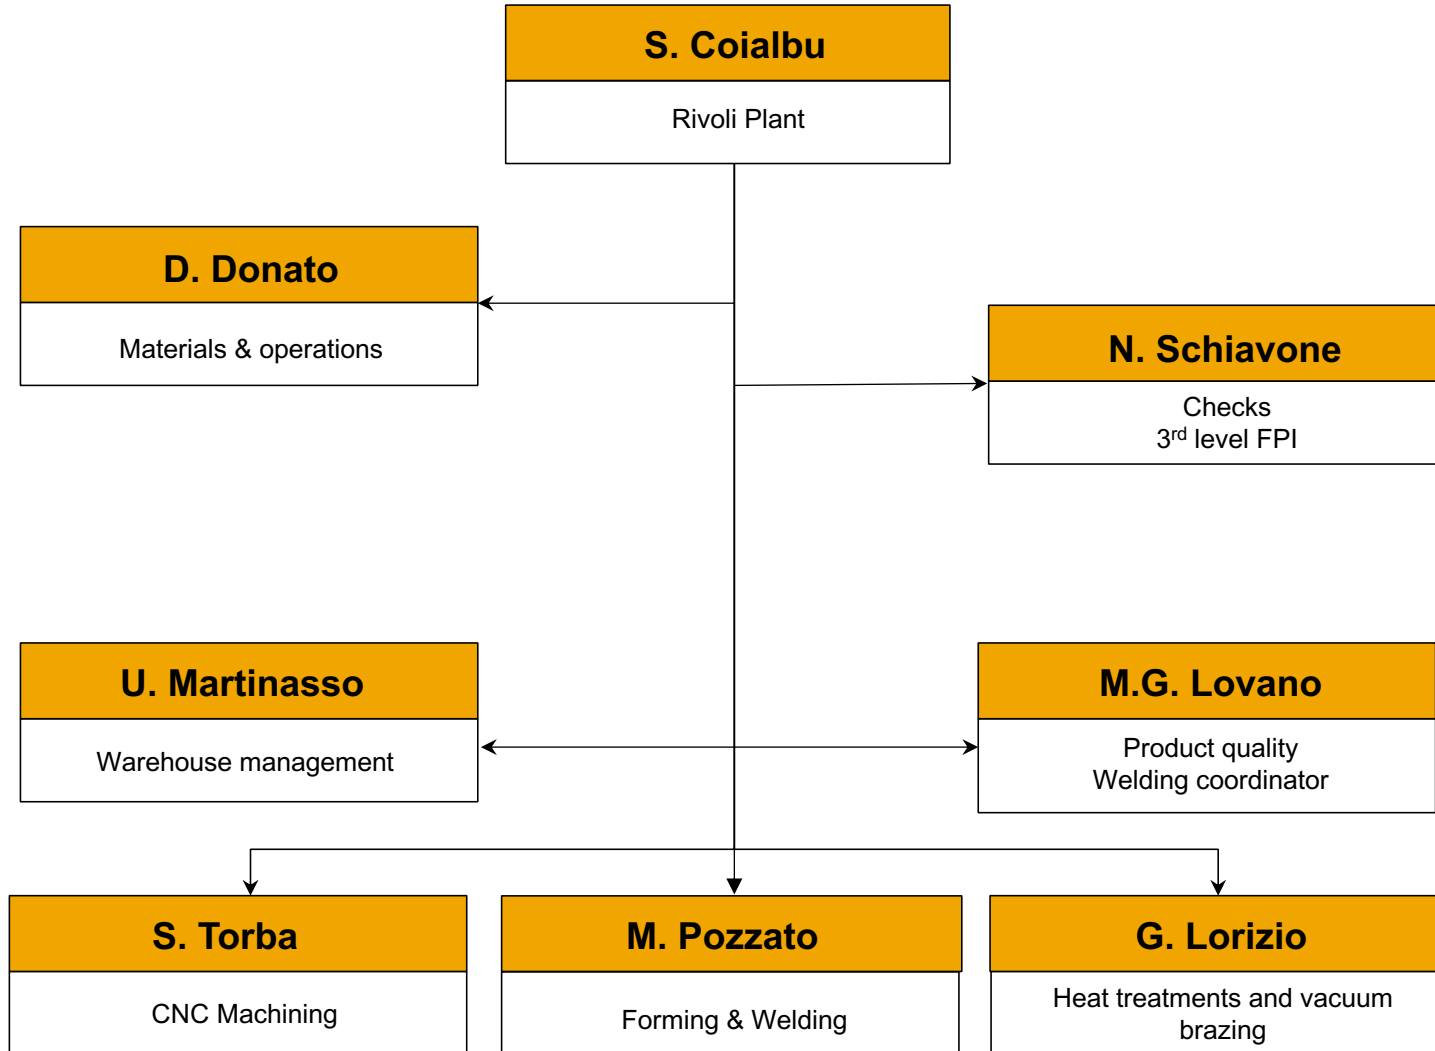 S. Coialbu
Rivoli Plant
D. Donato
Materials & operations
N. Schiavone
Checks
3rd level FPI
U. Martinasso
Warehouse management
M.G. Lovano
Product quality
Welding coordinator
S. Torba
CNC Machining
M. Pozzato
Forming & Welding
G. Lorizio
Heat treatments and vacuum
brazing